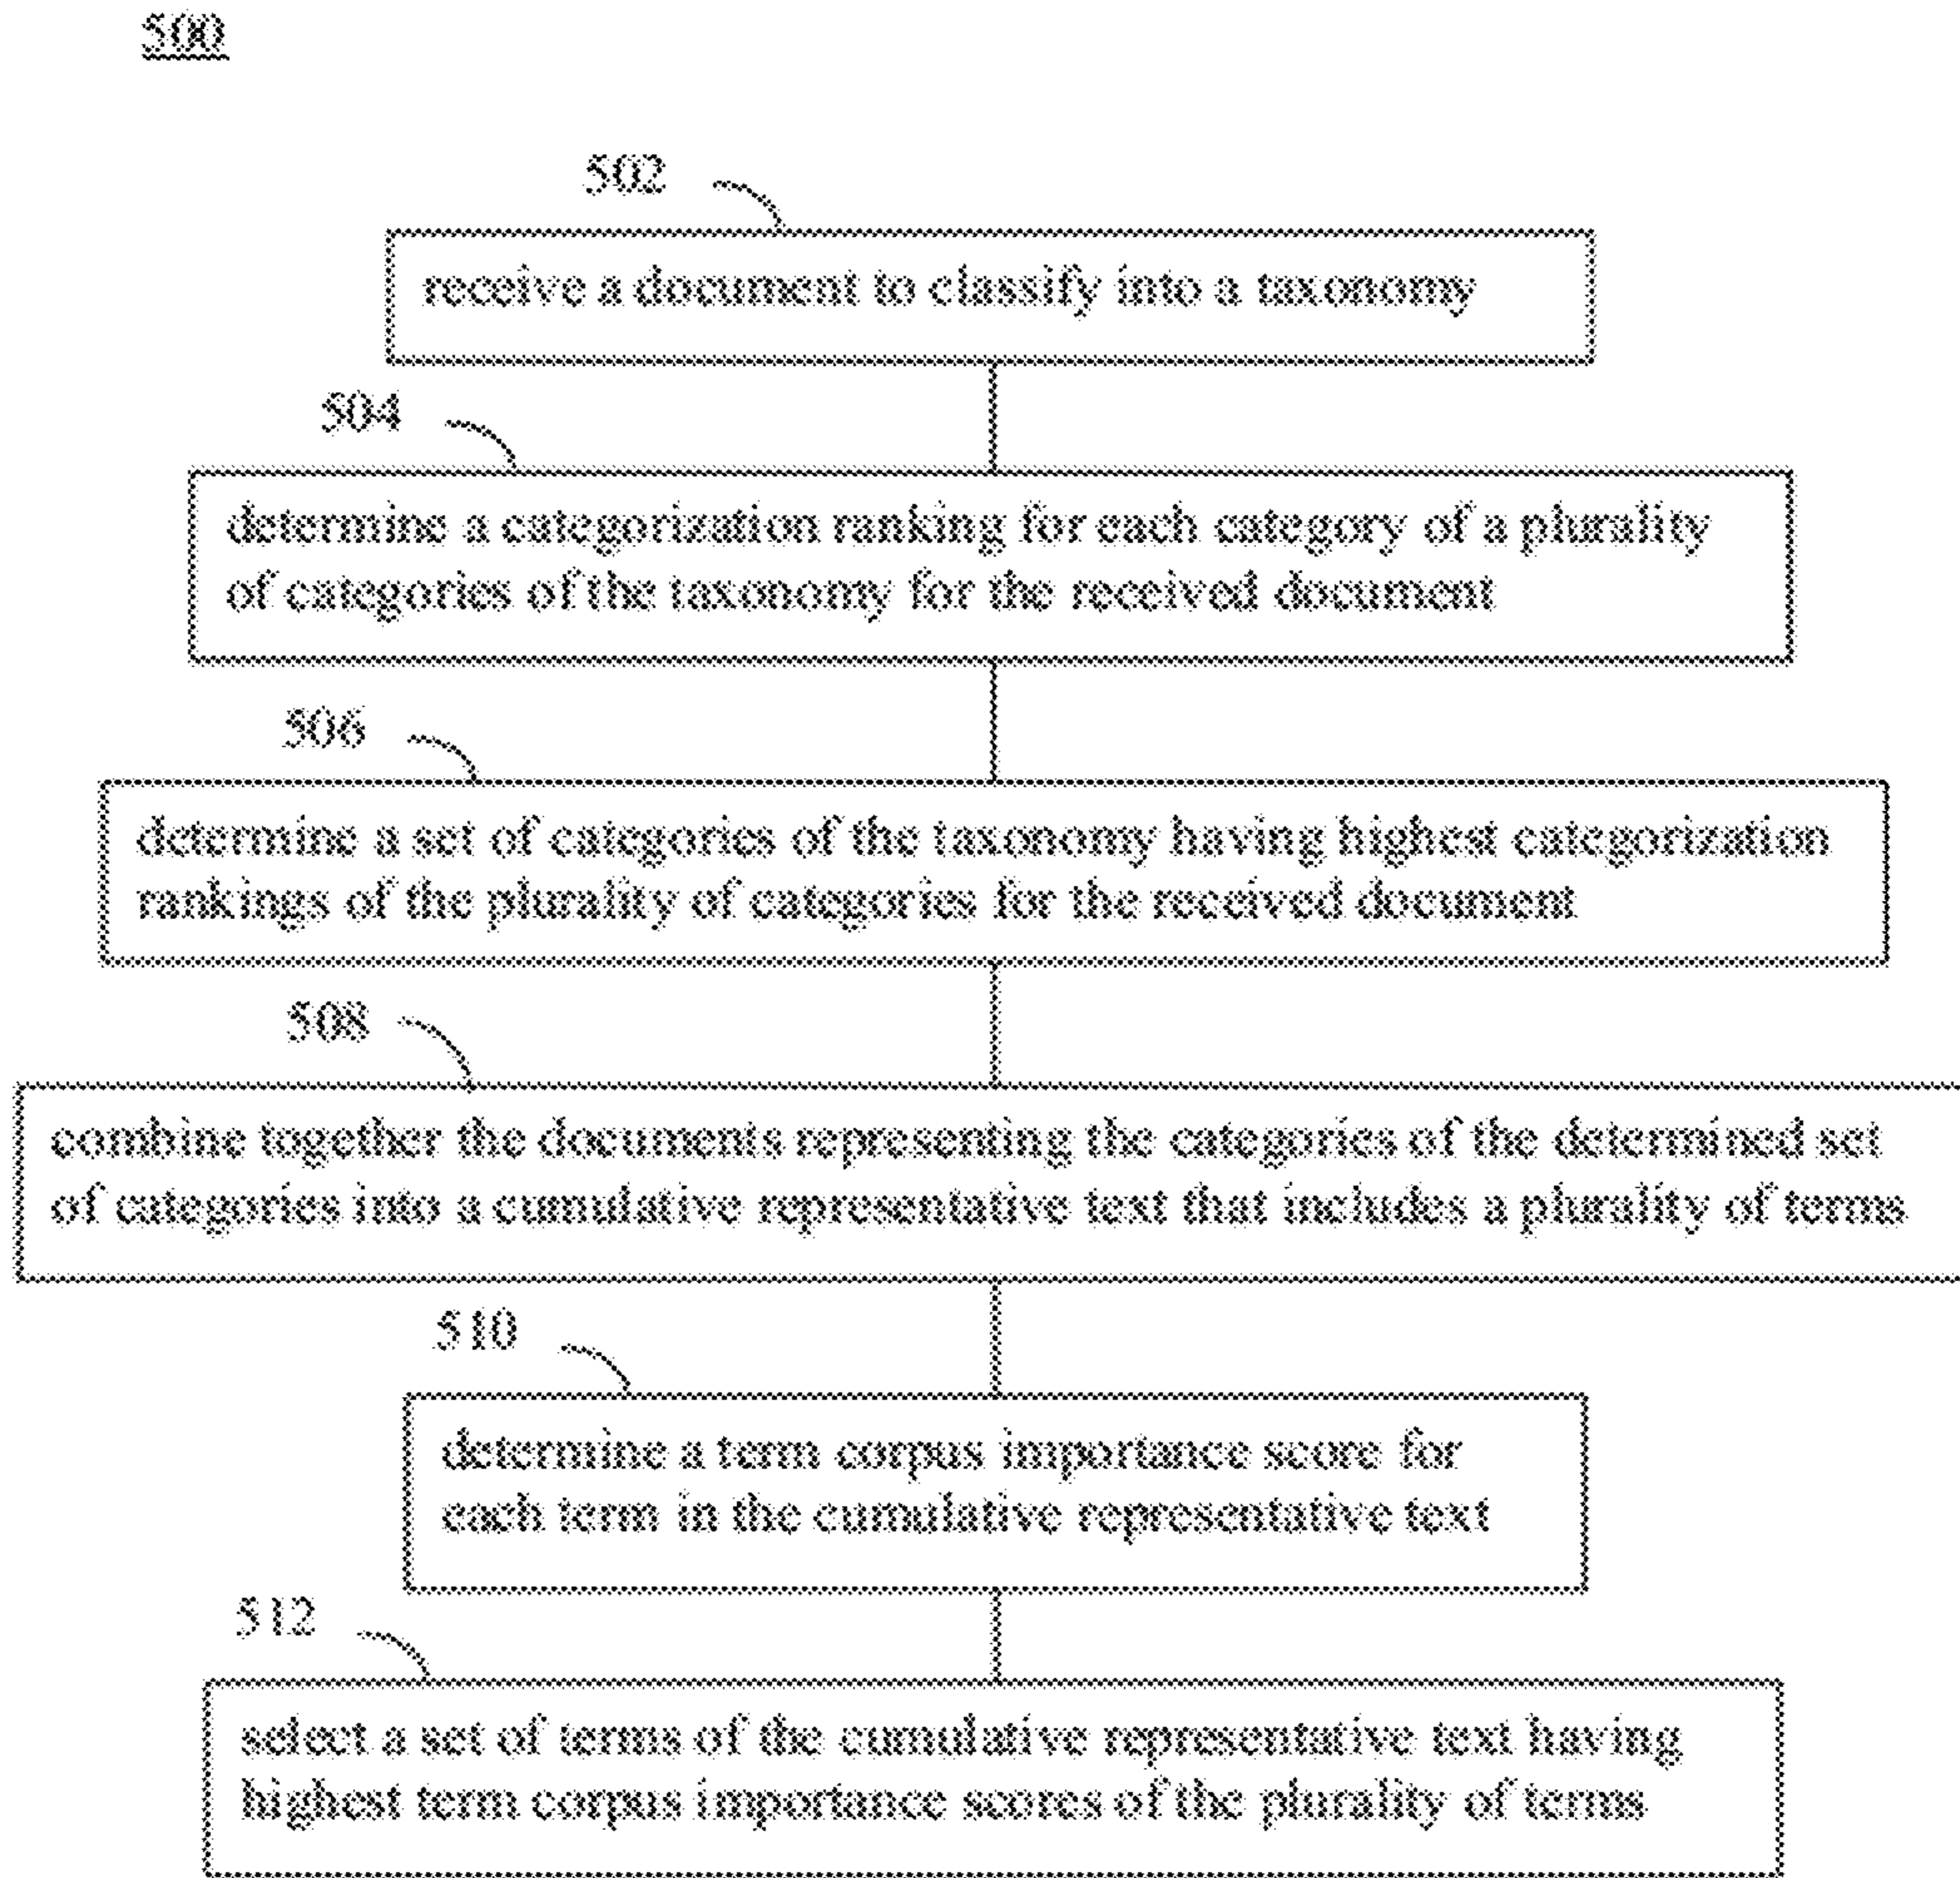 500
502
receive a document to classify into a taxonomy
504
determine a categorization ranking for each category of a plurality
of categories of the taxonomy for the received document
506
determine a set of categories of the taxonomy having highest categorization
rankings of the plurality of categories for the received document
508
combine together the documents representing the categories of the determined set
of categories into a cumulative representative text that includes a plurality of terms
510
determine a term corpus importance score for
each term in the cumulative representative text
512
select a set of terms of the cumulative representative text having
highest term corpus importance scores of the plurality of terms